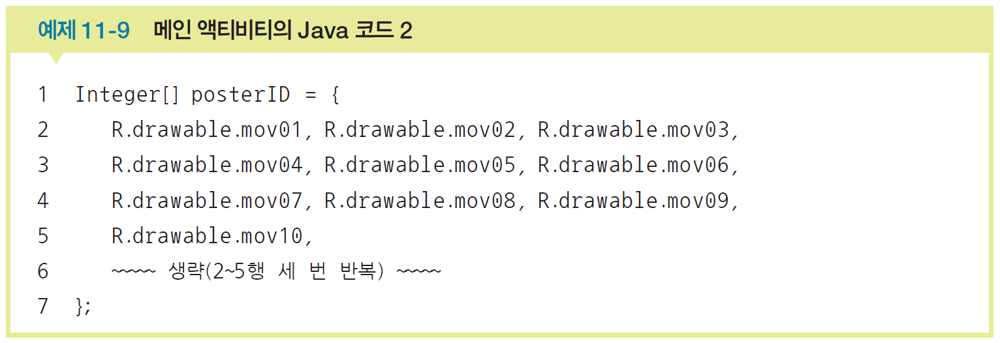 예제 11-9 메인 액티비티의 Java 코드 2
1 Integer[] posterID = {
2 R.drawable.mov01, R.drawable.mov02, R.drawable.mov03,
3 R.drawable.mov04, R.drawable.mov05, R.drawable.mov06,
4 R.drawable.mov07, R.drawable.mov08, R.drawable.mov09,
5 R.drawable.mov10,
6 ~~~~~ 생략(2~5행 세 번 반복) ~~~~~
7 };